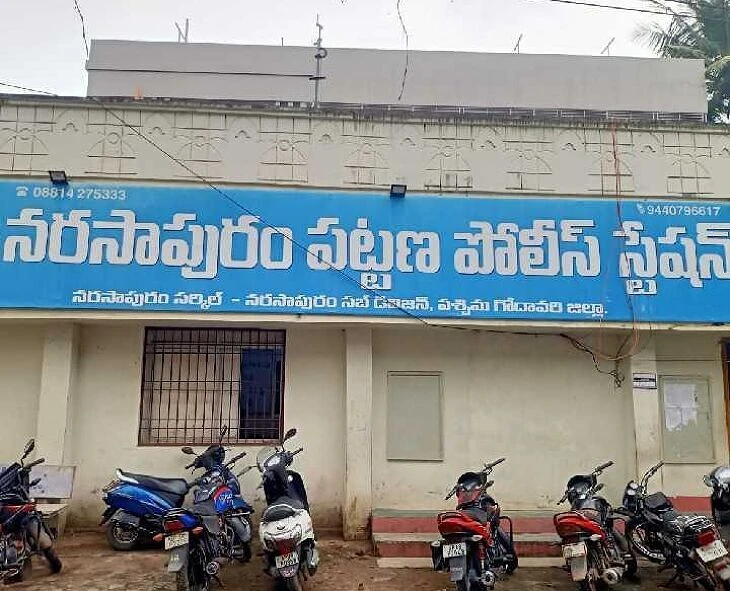 ☎ 08814 275333
9440796617
నరసాపురం పట్టణ పోలీస్ స్టేషన్
నరసాపురం సర్కిల్ - నరసాపురం సబ్ డివిజన్, పశ్చిమ గోదావరి జిల్లా.